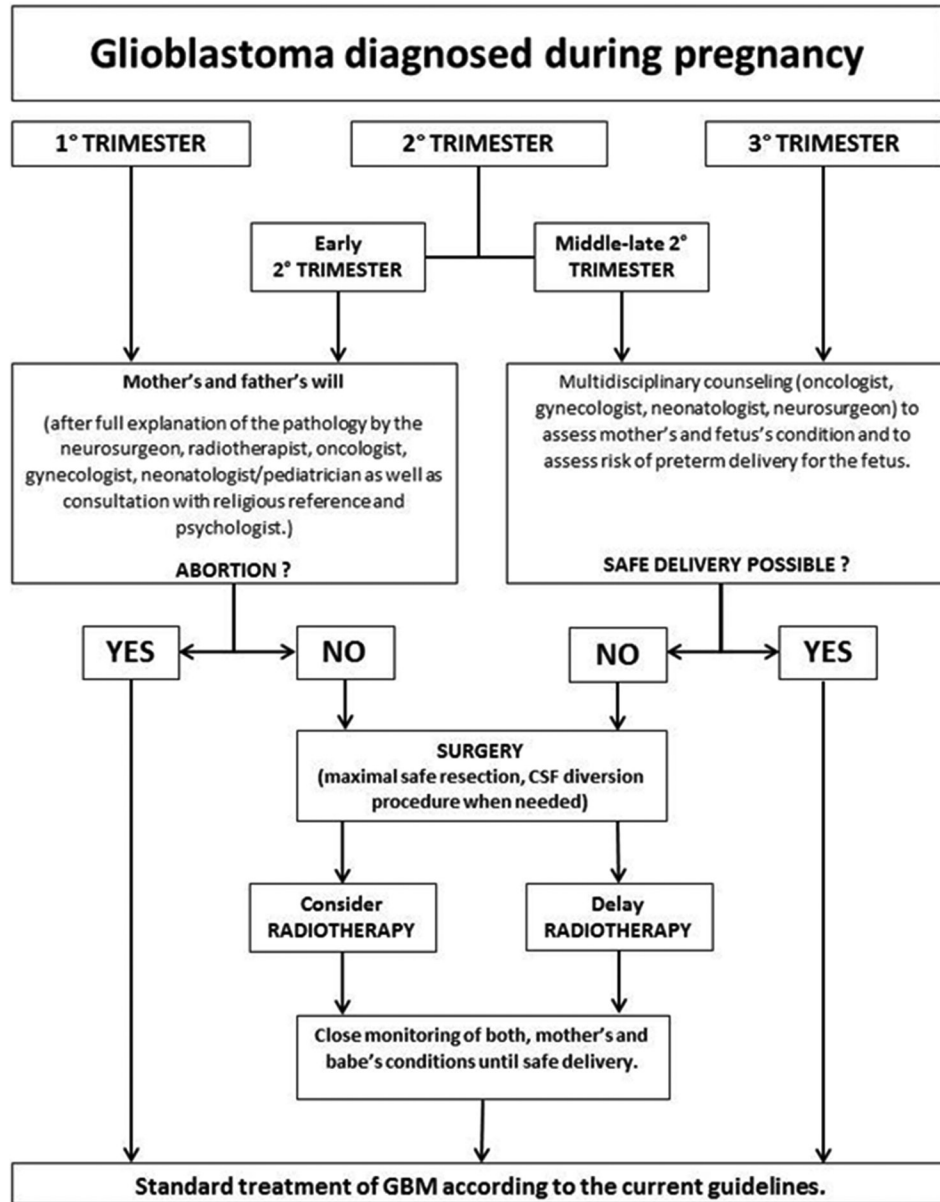 Glioblastoma diagnosed during pregnancy
1° TRIMESTER
2° TRIMESTER
3° TRIMESTER
Early
2° TRIMESTER
Middle-late 2°
TRIMESTER
Mother's and father's will
(after full explanation of the pathology by the
neurosurgeon, radiotherapist, oncologist,
gynecologist, neonatologist/pediatrician as well as
consultation with religious reference and
psychologist.)
ABORTION ?
Multidisciplinary counseling (oncologist,
gynecologist, neonatologist, neurosurgeon) to
assess mother's and fetus's condition and to
assess risk of preterm delivery for the fetus.
SAFE DELIVERY POSSIBLE ?
YES
NO
NO
YES
SURGERY
(maximal safe resection, CSF diversion
procedure when needed)
Consider
RADIOTHERAPY
Delay
RADIOTHERAPY
Close monitoring of both, mother's and
babe's conditions until safe delivery.
Standard treatment of GBM according to the current guidelines.